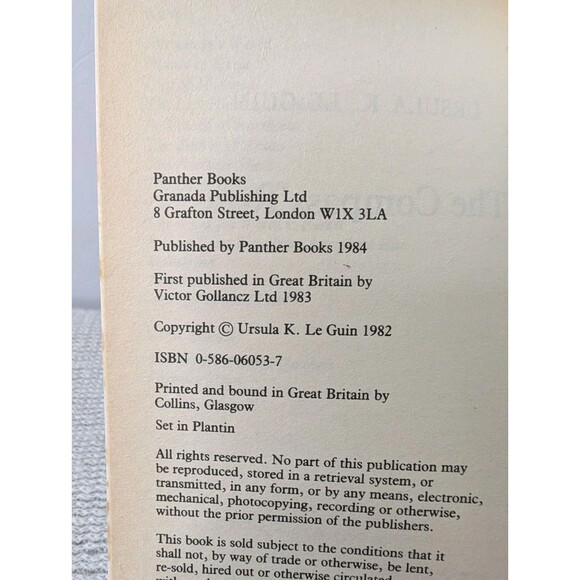 Panther Books
Granada Publishing Ltd
8 Grafton Street, London W1X 3LA
Published by Panther Books 1984
First published in Great Britain by
Victor Gollancz Ltd 1983
Copyright © Ursula K. Le Guin 1982
ISBN 0-586-06053-7
Printed and bound in Great Britain by
Collins, Glasgow
Set in Plantin
All rights reserved. No part of this publication may
be reproduced, stored in a retrieval system, or
transmitted, in any form, or by any means, electronic,
mechanical, photocopying, recording or otherwise,
without the prior permission of the publishers.
This book is sold subject to the conditions that it
shall not, by way of trade or otherwise, be lent,
re-sold, hired out or otherwise circulated